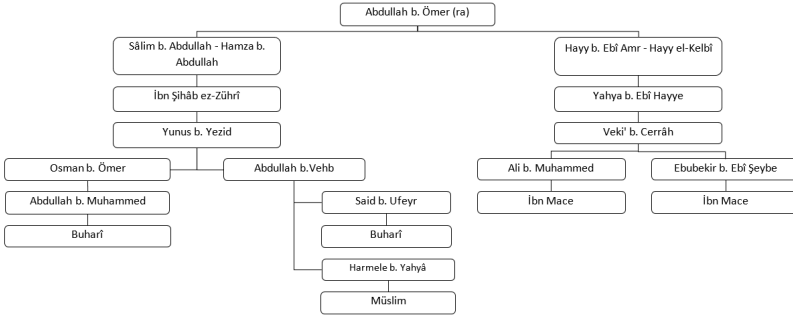 Abdullah b. Ömer (ra)
Sâlim b. Abdullah - Hamza b.
Abdullah
Hayy b. Ebî Amr - Hayy el-Kelbî
İbn Şihâb ez-Zührî
Yahya b. Ebî Hayye
Yunus b. Yezid
Veki' b. Cerrâh
Osman b. Ömer
Abdullah b.Vehb
Ali b. Muhammed
Ebubekir b. Ebî Şeybe
Abdullah b. Muhammed
Said b. Ufeyr
İbn Mace
İbn Mace
Buharî
Buharî
Harmele b. Yahyâ
Müslim